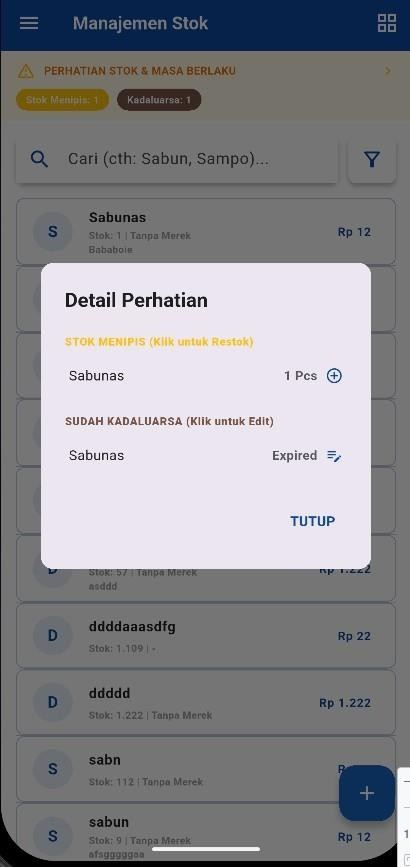 Manajemen Stok
PERHATIAN STOK & MASA BERLAKU
Stok Menipis: 1
Kadaluarsa: 1
Cari (cth: Sabun, Sampo)...
S
Sabunas
Stok: 1 | Tanpa Merek
Bababoie
Rp 12
Detail Perhatian
STOK MENIPIS (Klik untuk Restok)
Sabunas
1 Pcs
SUDAH KADALUARSA (Klik untuk Edit)
Sabunas
Expired
TUTUP
D
Stok: 57 | Tanpa Merek
asddd
Rp 1.222
D
ddddaaasdfg
Stok: 1.109 | -
Rp 22
D
ddddd
Stok: 1.222 | Tanpa Merek
Rp 1.222
S
sabn
Stok: 112 | Tanpa Merek
S
sabun
Stok: 9 | Tanpa Merek
afsgggggaa
Rp 12